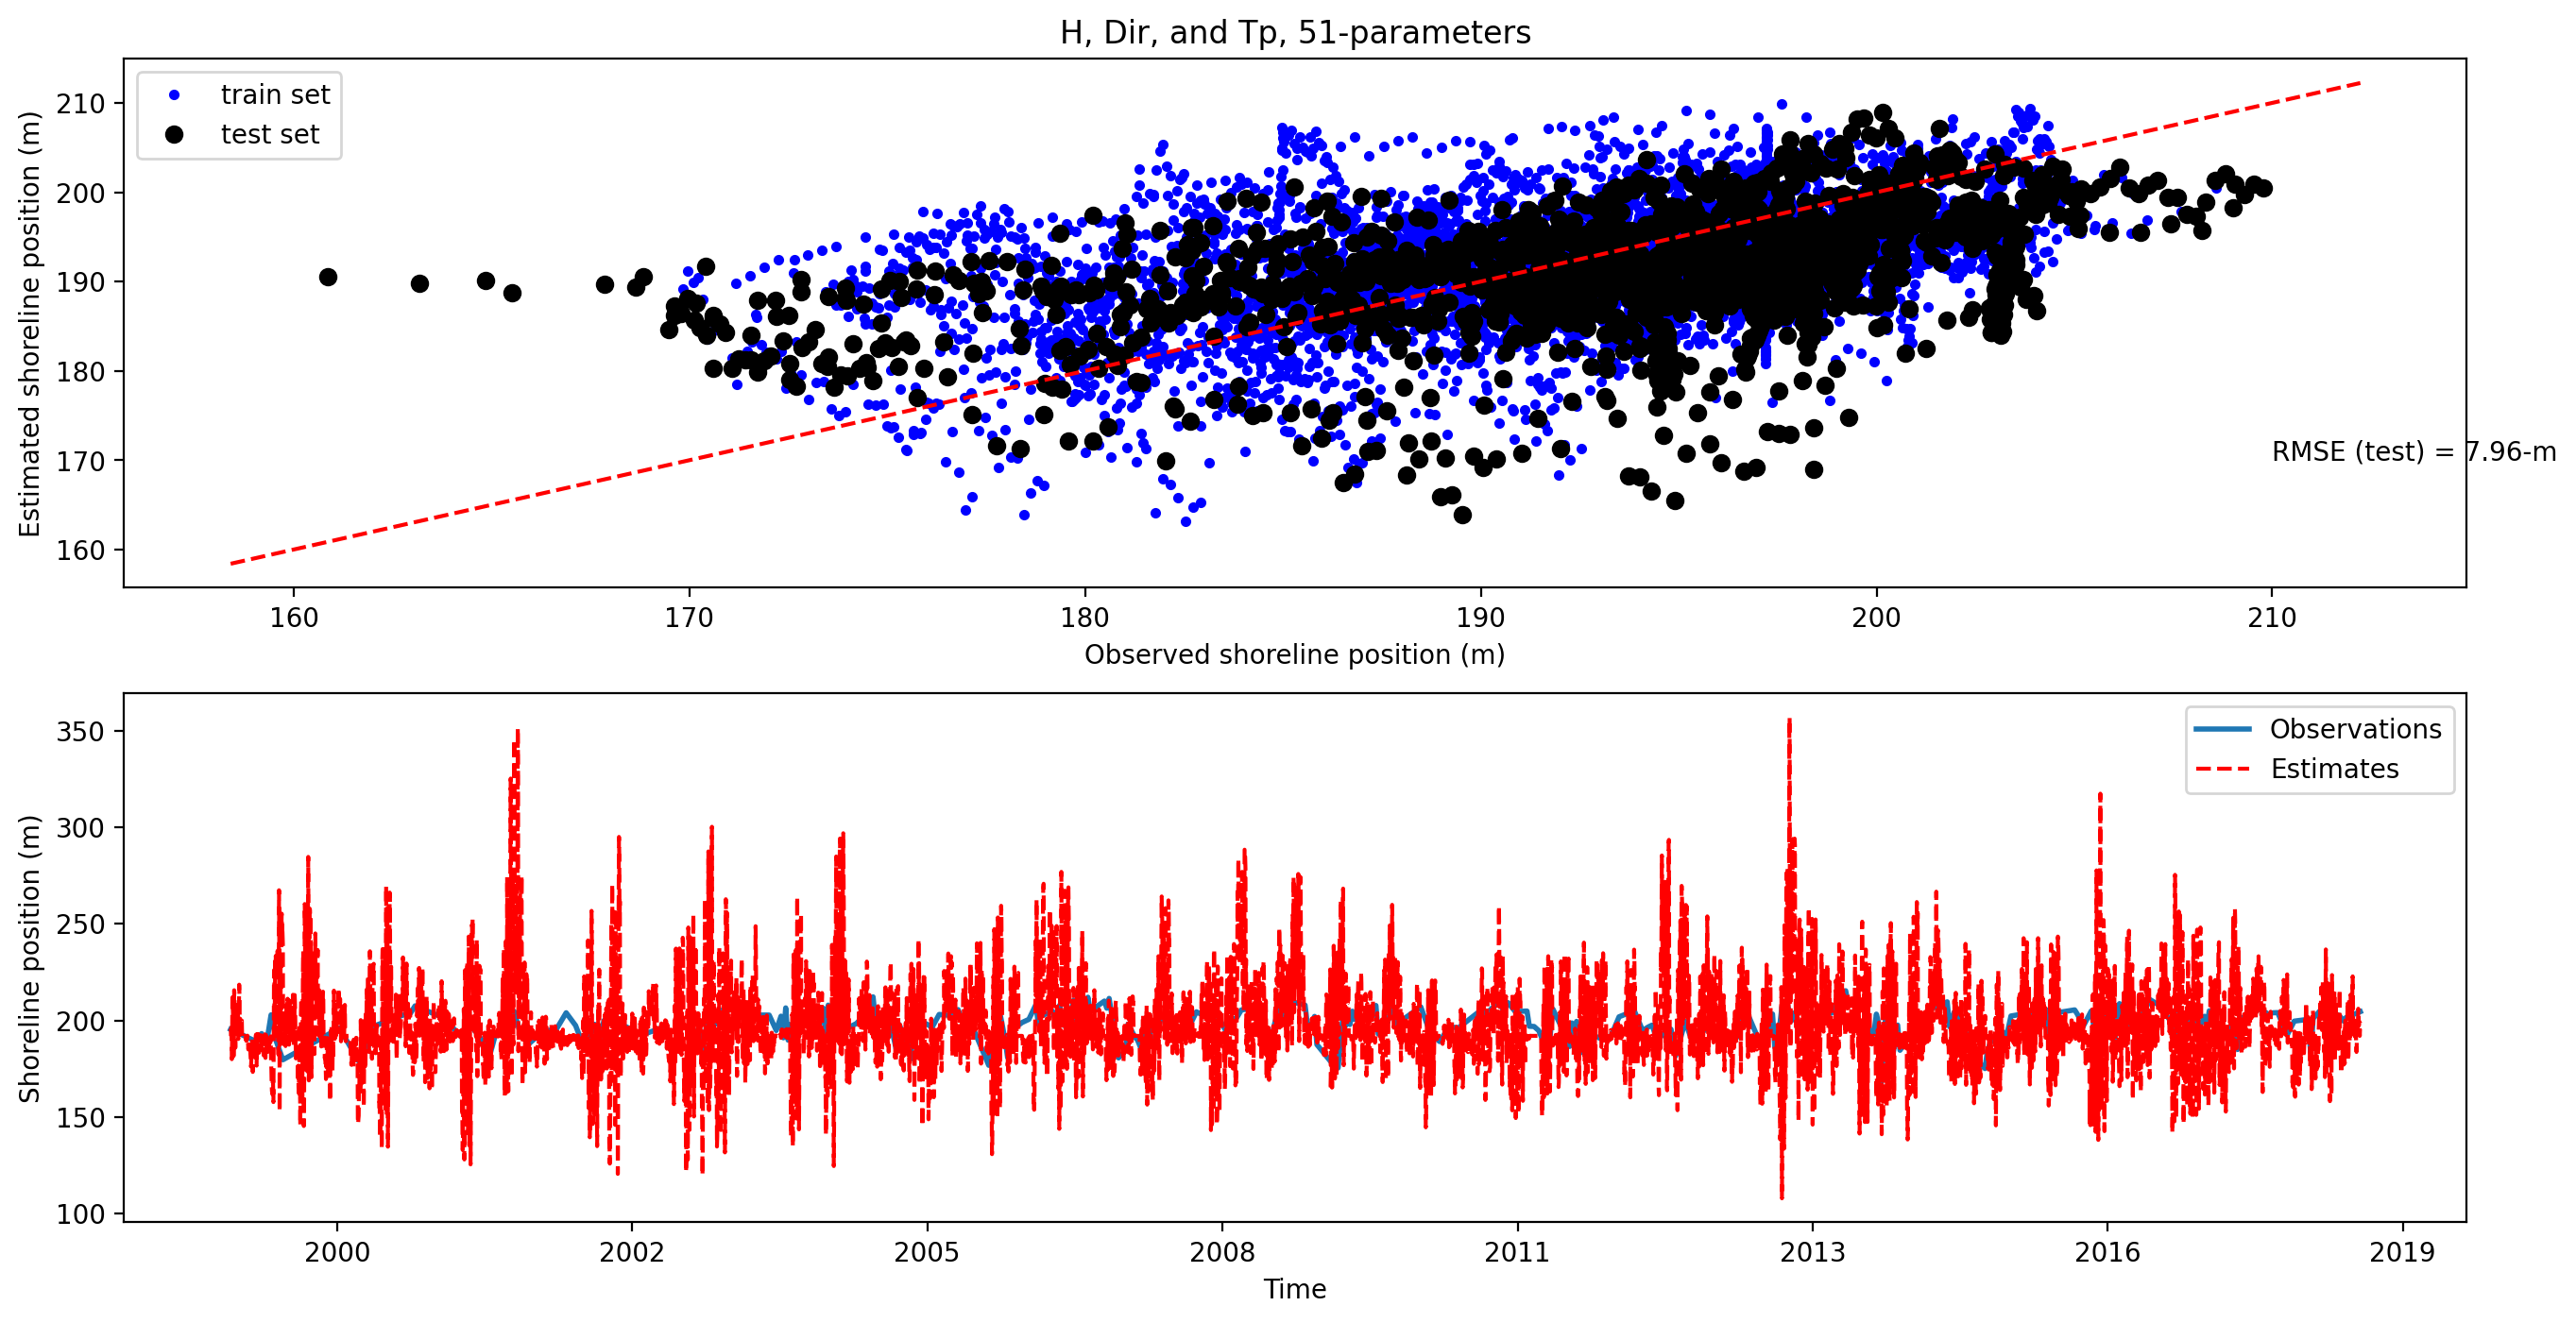 H, Dir, and Tp, 51-parameters
train set
test set
Estimated shoreline position (m)
210
200
190
180
170
160
RMSE (test) = 7.96-m
160 170 180 190 200 210
Observed shoreline position (m)
Observations
Estimates
Shoreline position (m)
350
300
250
200
150
100
2000 2002 2005 2008 2011 2013 2016 2019
Time